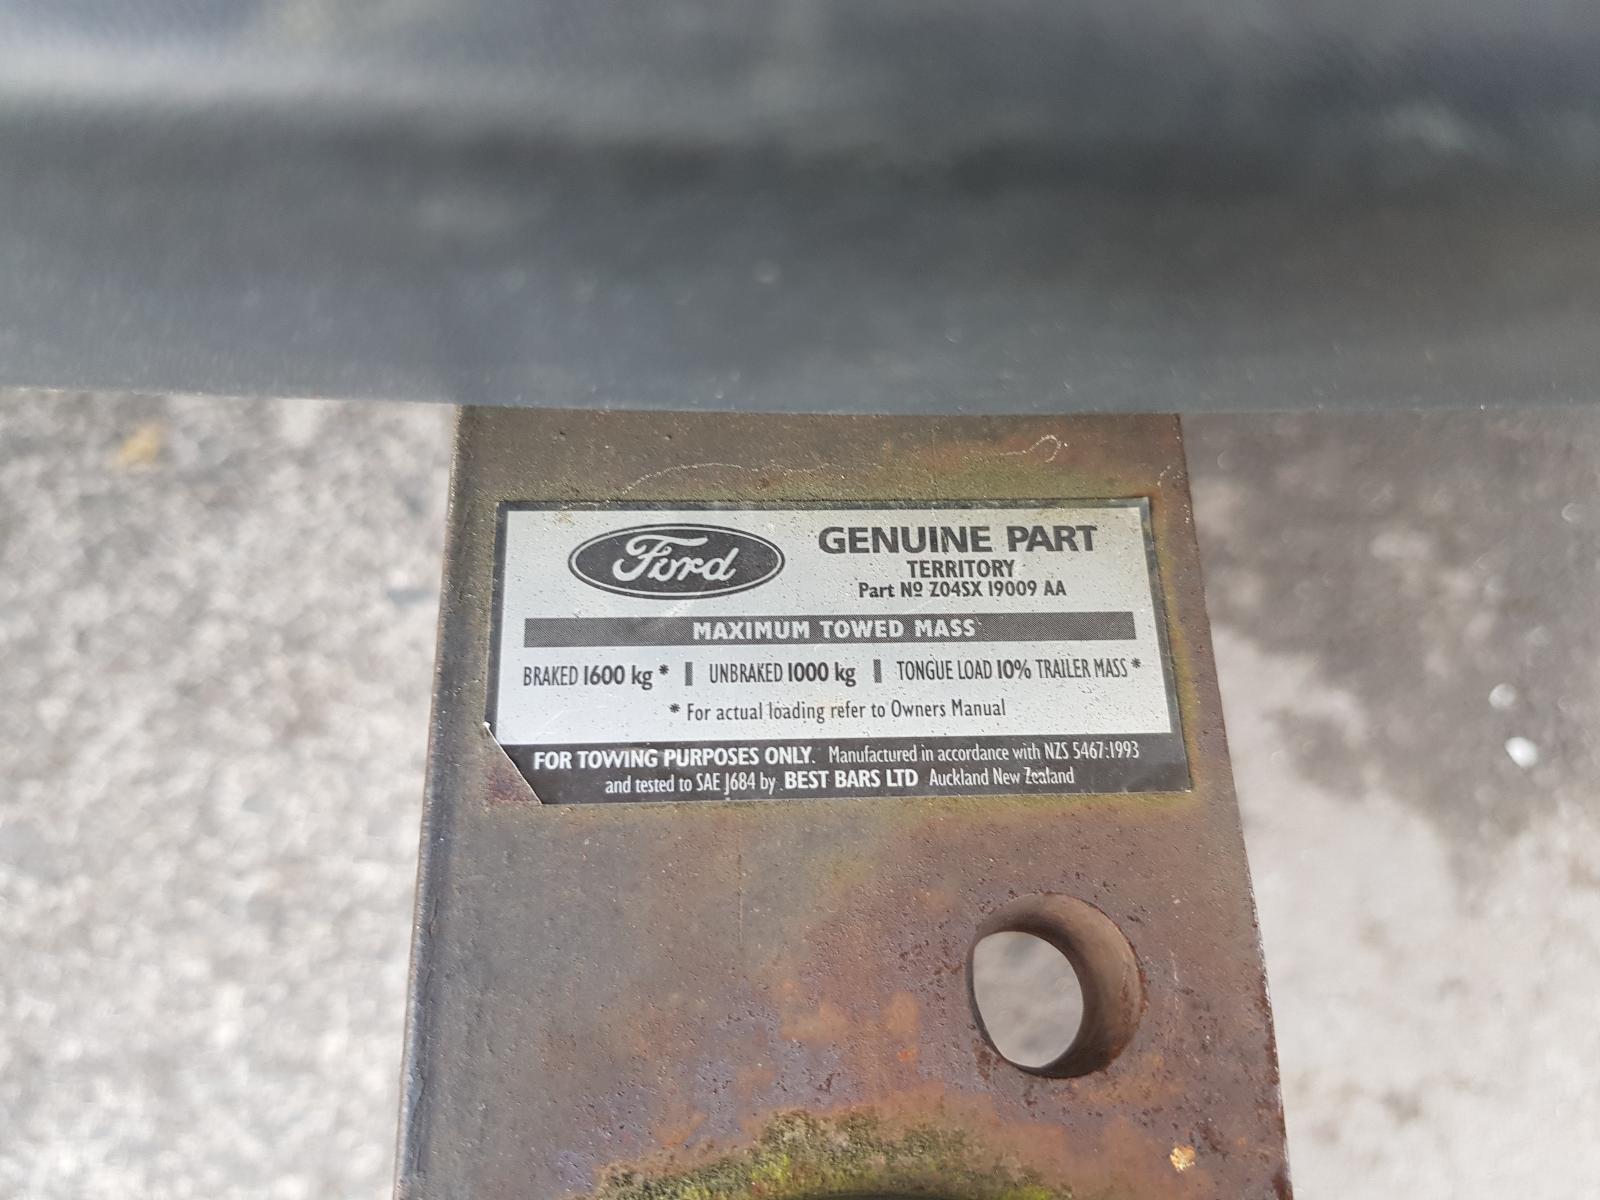 Ford
GENUINE PART
TERRITORY
Part Nº Z04SX 19009 AA
MAXIMUM TOWED MASS
BRAKED 1600 kg * | UNBRAKED 1000 kg | TONGUE LOAD 10% TRAILER MASS *
* For actual loading refer to Owners Manual
FOR TOWING PURPOSES ONLY. Manufactured in accordance with NZS 5467:1993
and tested to SAE J684 by BEST BARS LTD Auckland New Zealand